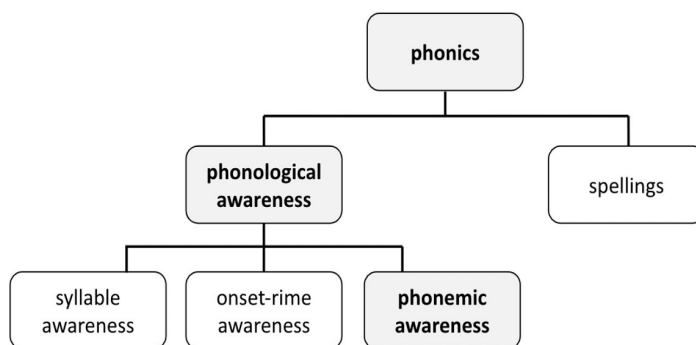 phonics
phonological
awareness
spellings
syllable
awareness
onset-rime
awareness
phonemic
awareness